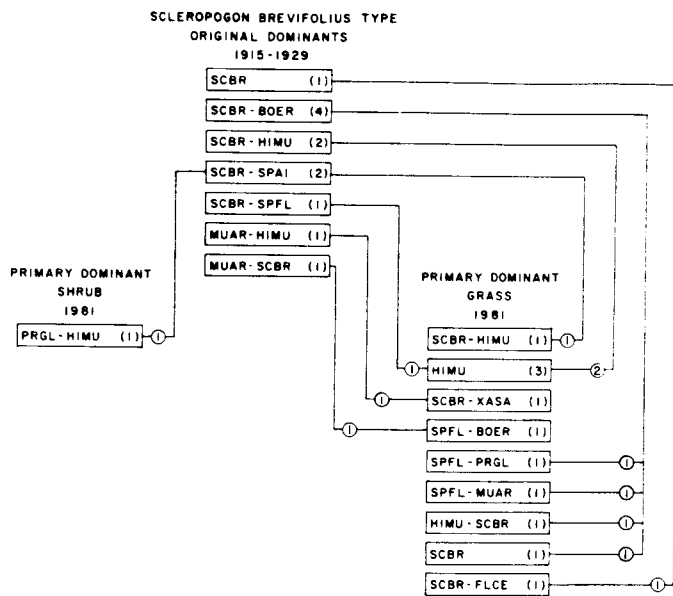 SCLEROPOGON BREVIFOLIUS TYPE
ORIGINAL DOMINANTS
1915-1929
SCBR (1)
SCBR-BOER (4)
SCBR-HIMU (2)
SCBR-SPAI (2)
SCBR-SPFL (1)
MUAR-HIMU (1)
MUAR-SCBR (1)
PRIMARY DOMINANT
SHRUB
1981
PRGL-HIMU (1) 1
PRIMARY DOMINANT
GRASS
1981
SCBR-HIMU (1) 1
1 HIMU (3) 2
1 SCBR-XASA (1)
1 SPFL-BOER (1)
SPFL-PRGL (1) 1
SPFL-MUAR (1) 1
HIMU-SCBR (1) 1
SCBR (1) 1
SCBR-FLCE (1) 1